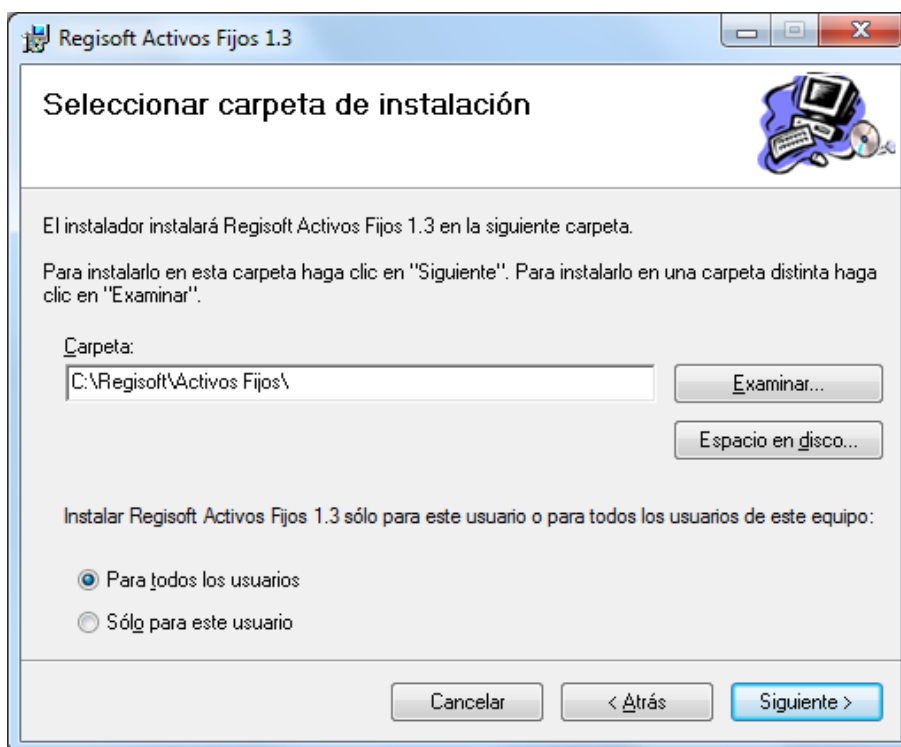 Regisoft Activos Fijos 1.3
Seleccionar carpeta de instalación
El instalador instalará Regisoft Activos Fijos 1.3 en la siguiente carpeta.
Para instalarlo en esta carpeta haga clic en "Siguiente". Para instalarlo en una carpeta distinta haga
clic en "Examinar".
Carpeta:
C:\Regisoft\Activos Fijos\
Examinar...
Espacio en disco...
Instalar Regisoft Activos Fijos 1.3 sólo para este usuario o para todos los usuarios de este equipo:
Para todos los usuarios
Sólo para este usuario
Cancelar
< Atrás
Siguiente >